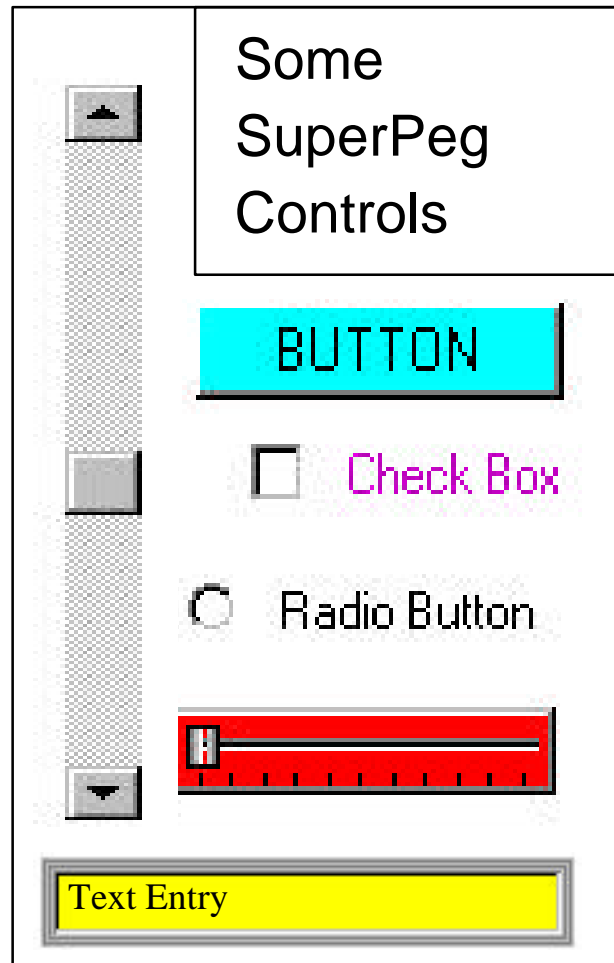 Some
SuperPeg
Controls
BUTTON
Check Box
Radio Button
Text Entry